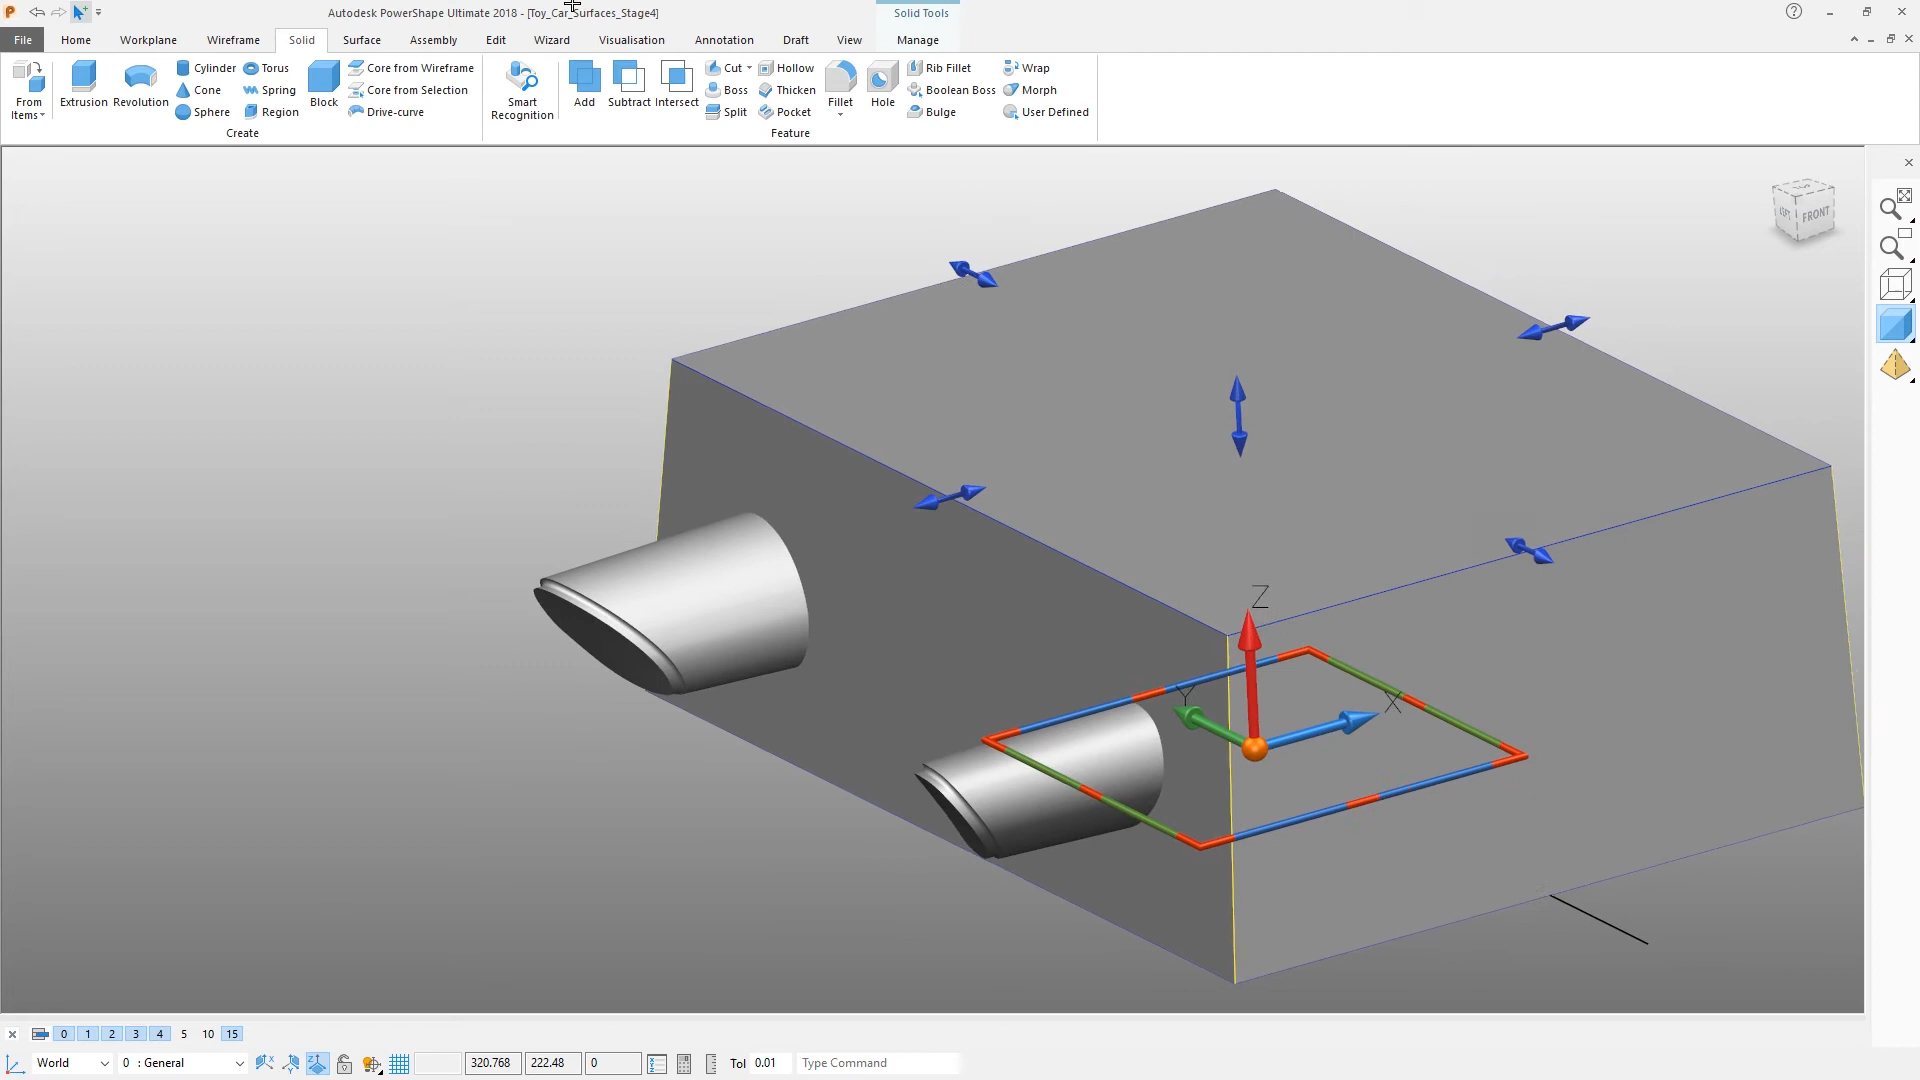 Autodesk PowerShape Ultimate 2018 - [Toy_Car_Surfaces_Stage4]
Solid Tools
File Home Workplane Wireframe Solid Surface Assembly Edit Wizard Visualisation Annotation Draft View Manage
From Items
Extrusion
Revolution
Cylinder
Cone
Sphere
Torus
Spring
Region
Block
Core from Wireframe
Core from Selection
Drive-curve
Create
Smart Recognition
Add
Subtract
Intersect
Cut
Boss
Split
Hollow
Thicken
Pocket
Fillet
Hole
Rib Fillet
Boolean Boss
Bulge
Wrap
Morph
User Defined
Feature
TOP
LEFT
FRONT
Z
Y
X
0 1 2 3 4 5 10 15
World
0 : General
320.768
222.48
0
Tol 0.01
Type Command